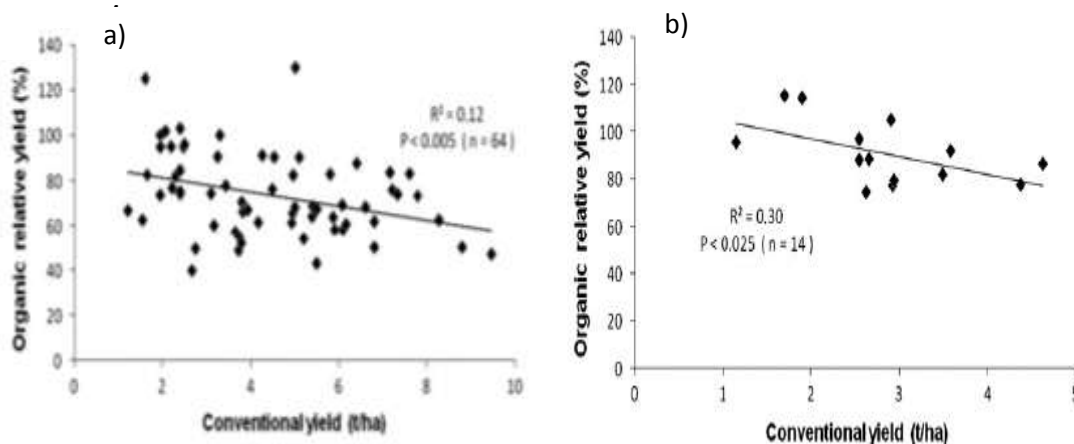 a)
Organic relative yield (%)
140
120
100
80
60
40
20
0
R² = 0.12
P < 0.005 ( n = 64)
0 2 4 6 8 10
Conventional yield (t/ha)
b)
Organic relative yield (%)
140
120
100
80
60
40
20
0
R² = 0.30
P < 0.025 ( n = 14 )
0 1 2 3 4 5
Conventional yield (t/ha)